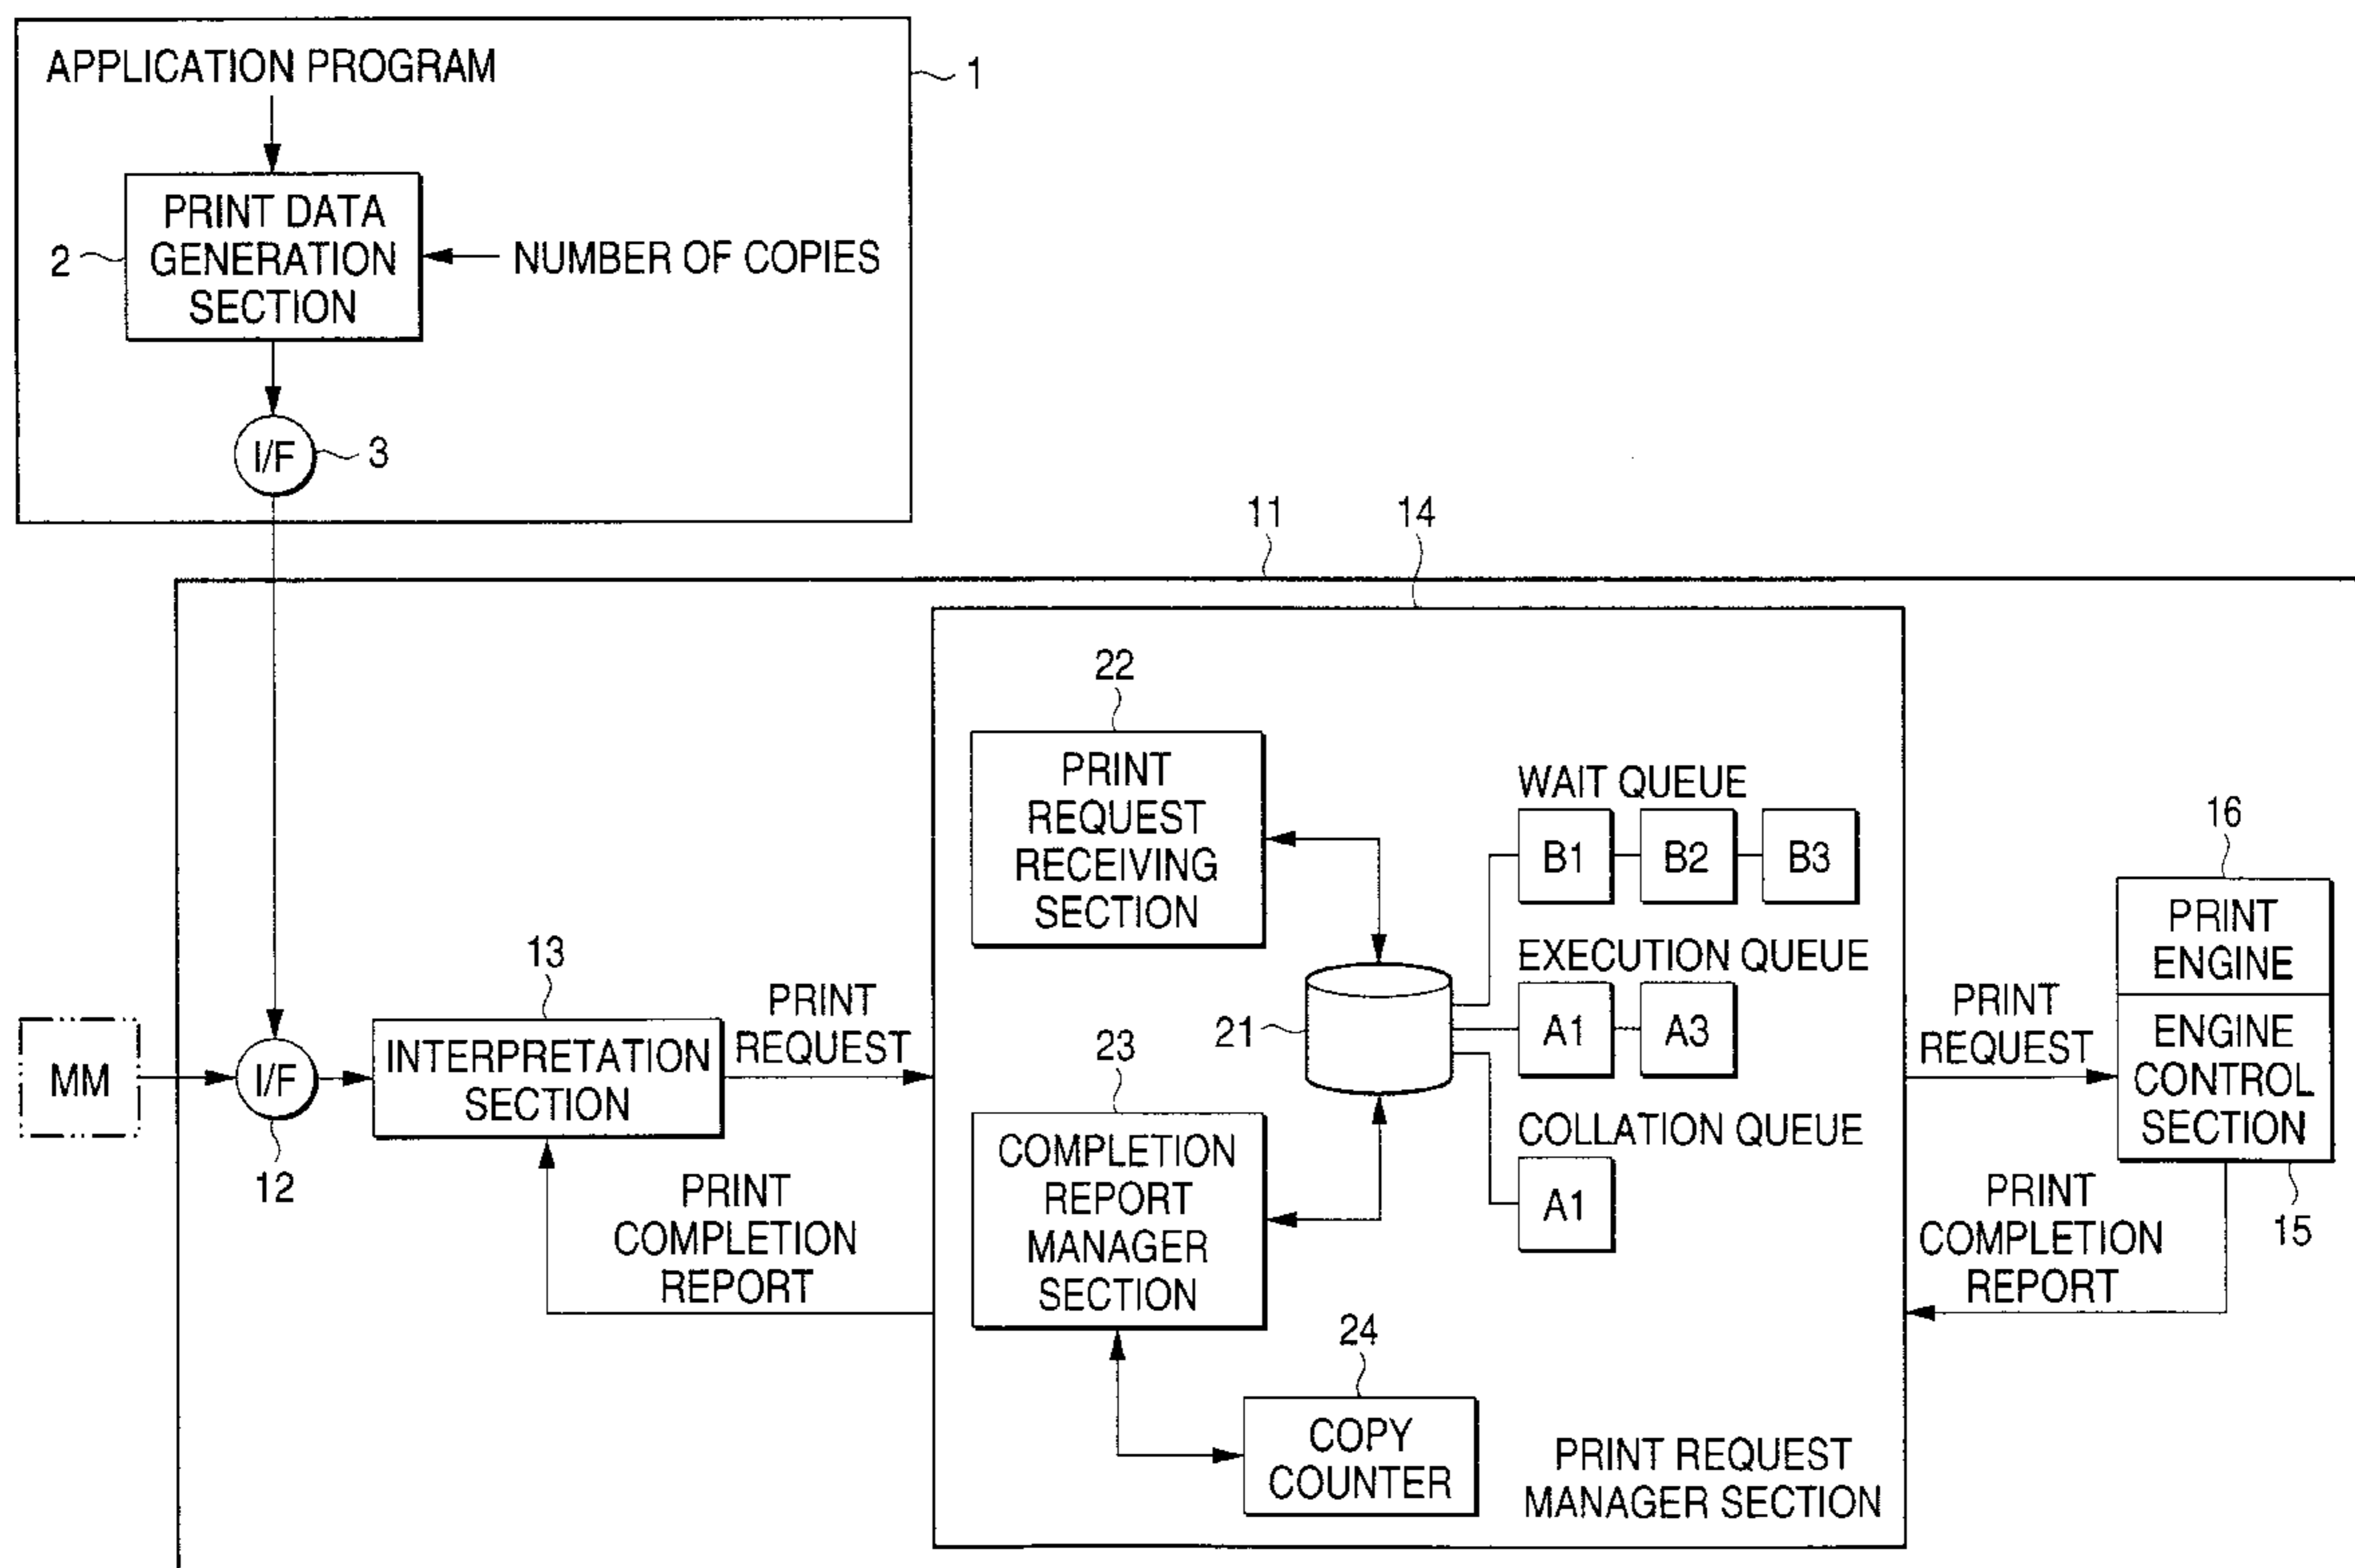 APPLICATION PROGRAM
1
PRINT DATA
GENERATION
SECTION
2
NUMBER OF COPIES
I/F
3
11
14
22
PRINT
REQUEST
RECEIVING
SECTION
WAIT QUEUE
B1
B2
B3
EXECUTION QUEUE
A1
A3
COLLATION QUEUE
A1
21
16
PRINT
ENGINE
ENGINE
CONTROL
SECTION
15
PRINT
REQUEST
PRINT
COMPLETION
REPORT
MM
I/F
12
13
INTERPRETATION
SECTION
PRINT
REQUEST
PRINT
COMPLETION
REPORT
23
COMPLETION
REPORT
MANAGER
SECTION
24
COPY
COUNTER
PRINT REQUEST
MANAGER SECTION